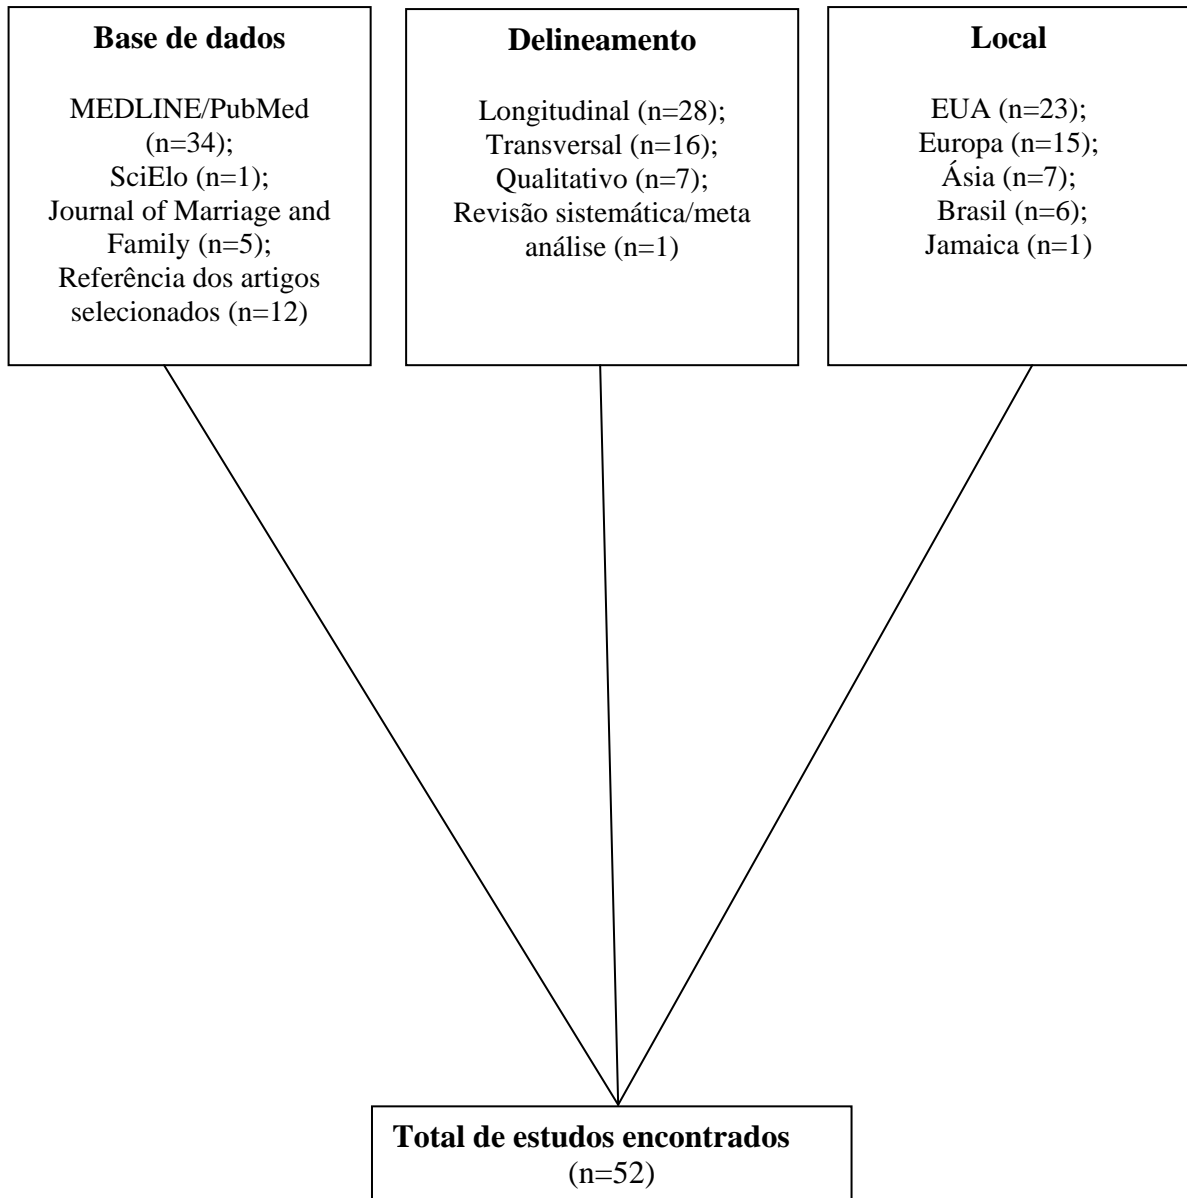 Base de dados
MEDLINE/PubMed
(n=34);
SciElo (n=1);
Journal of Marriage and
Family (n=5);
Referência dos artigos
selecionados (n=12)
Delineamento
Longitudinal (n=28);
Transversal (n=16);
Qualitativo (n=7);
Revisão sistemática/meta
análise (n=1)
Local
EUA (n=23);
Europa (n=15);
Ásia (n=7);
Brasil (n=6);
Jamaica (n=1)
Total de estudos encontrados
(n=52)